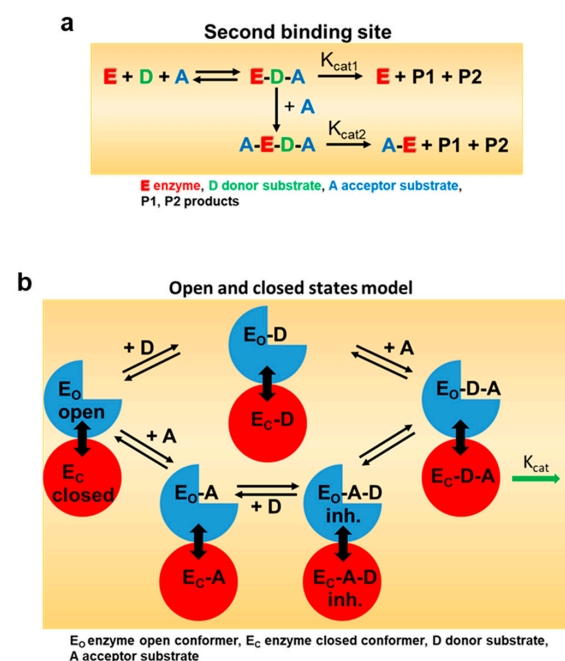 a
Second binding site
E + D + A E-D-A Kcat1 E + P1 + P2
+ A
A-E-D-A Kcat2 A-E + P1 + P2
E enzyme, D donor substrate, A acceptor substrate,
P1, P2 products
b
Open and closed states model
+ D
EO-D
+ A
EO
open
EC-D
EO-D-A
+ A
EC
closed
EC-D-A
Kcat
EO-A
+ D
EO-A-D
inh.
EC-A
EC-A-D
inh.
EO enzyme open conformer, EC enzyme closed conformer, D donor substrate,
A acceptor substrate